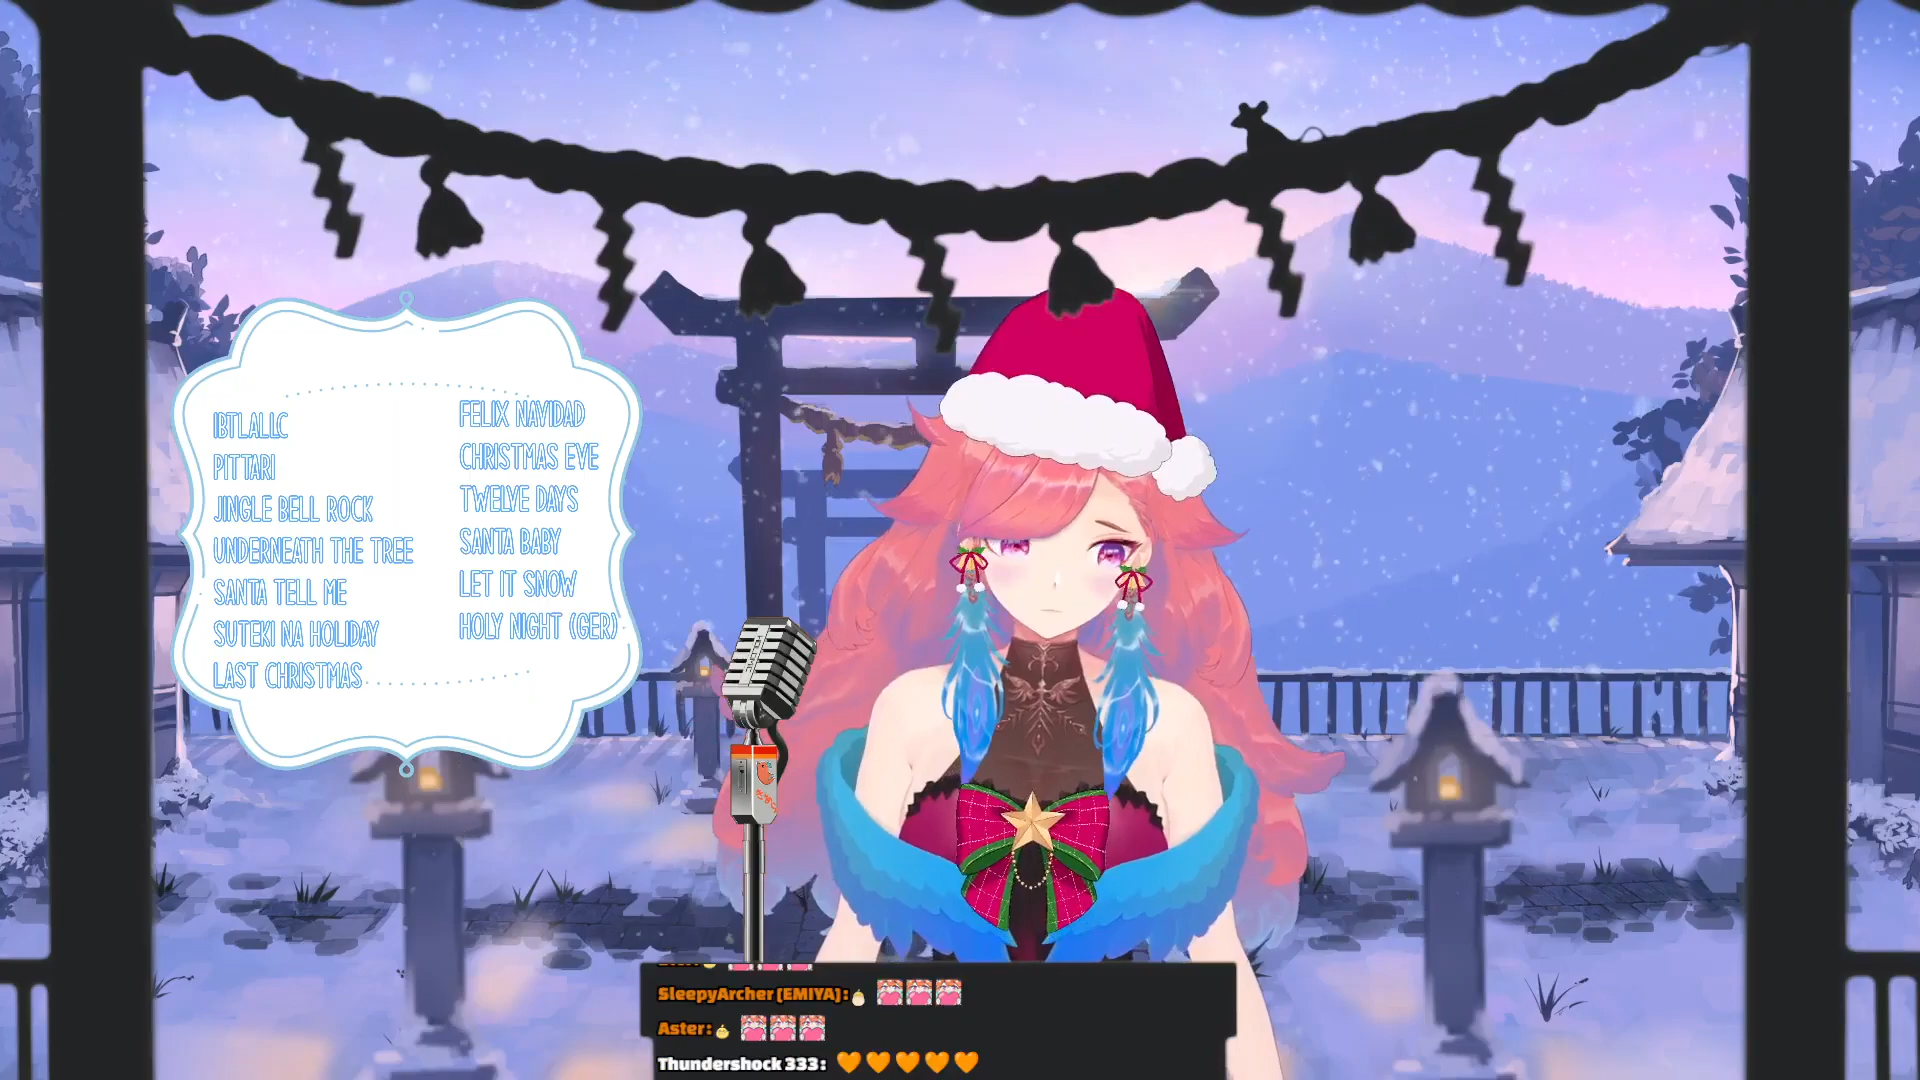 IBTLALLC
PITTARI
JINGLE BELL ROCK
UNDERNEATH THE TREE
SANTA TELL ME
SUTEKI NA HOLIDAY
LAST CHRISTMAS
FELIX NAVIDAD
CHRISTMAS EVE
TWELVE DAYS
SANTA BABY
LET IT SNOW
HOLY NIGHT (GER)
SleepyArcher [EMIYA]:
Aster:
Thundershock 333: